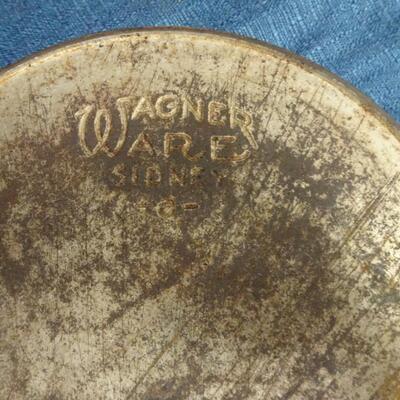 WAGNER
WARE
SIDNEY
-O-